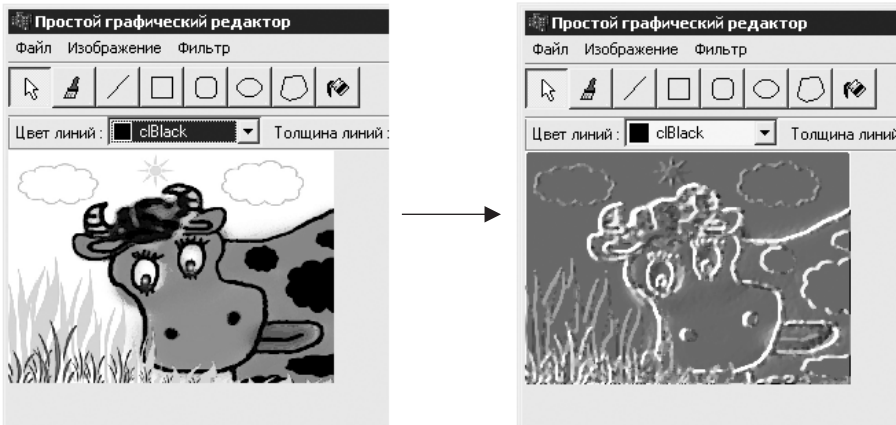 Простой графический редактор
Файл Изображение Фильтр
Цвет линий : clBlack Толщина линий :
Простой графический редактор
Файл Изображение Фильтр
Цвет линий : clBlack Толщина линий